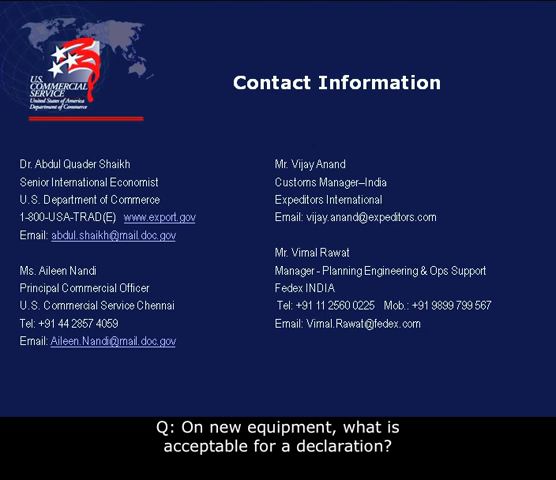 U.S.
COMMERCIAL
SERVICE
United States of America
Department of Commerce
Contact Information
Dr. Abdul Quader Shaikh
Senior International Economist
U.S. Department of Commerce
1-800-USA-TRAD(E) www.export.gov
Email: abdul.shaikh@mail.doc.gov
Ms. Aileen Nandi
Principal Commercial Officer
U.S. Commercial Service Chennai
Tel: +91 44 2857 4059
Email: Aileen.Nandi@mail.doc.gov
Mr. Vijay Anand
Customs Manager–India
Expeditors International
Email: vijay.anand@expeditors.com
Mr. Vimal Rawat
Manager - Planning Engineering & Ops Support
Fedex INDIA
Tel: +91 11 2560 0225 Mob.: +91 9899 799 567
Email: Vimal.Rawat@fedex.com
Q: On new equipment, what is
acceptable for a declaration?